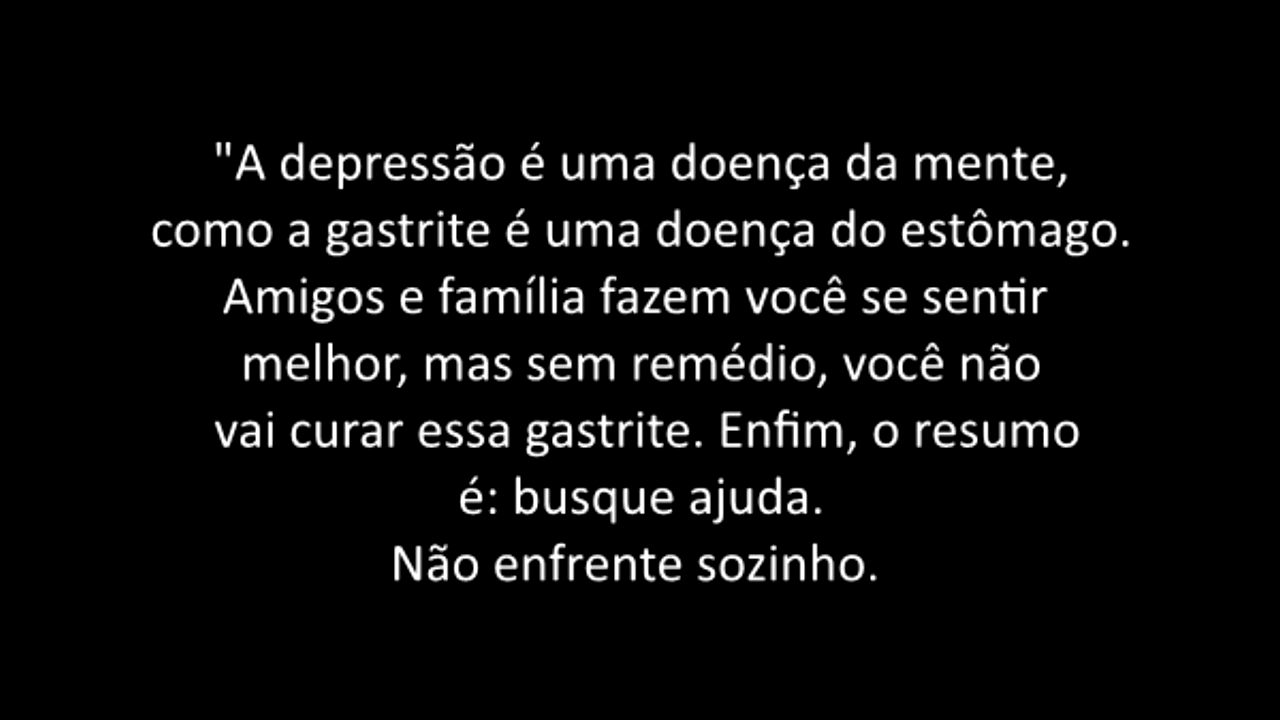 "A depressão é uma doença da mente,
como a gastrite é uma doença do estômago.
Amigos e família fazem você se sentir
melhor, mas sem remédio, você não
vai curar essa gastrite. Enfim, o resumo
é: busque ajuda.
Não enfrente sozinho.